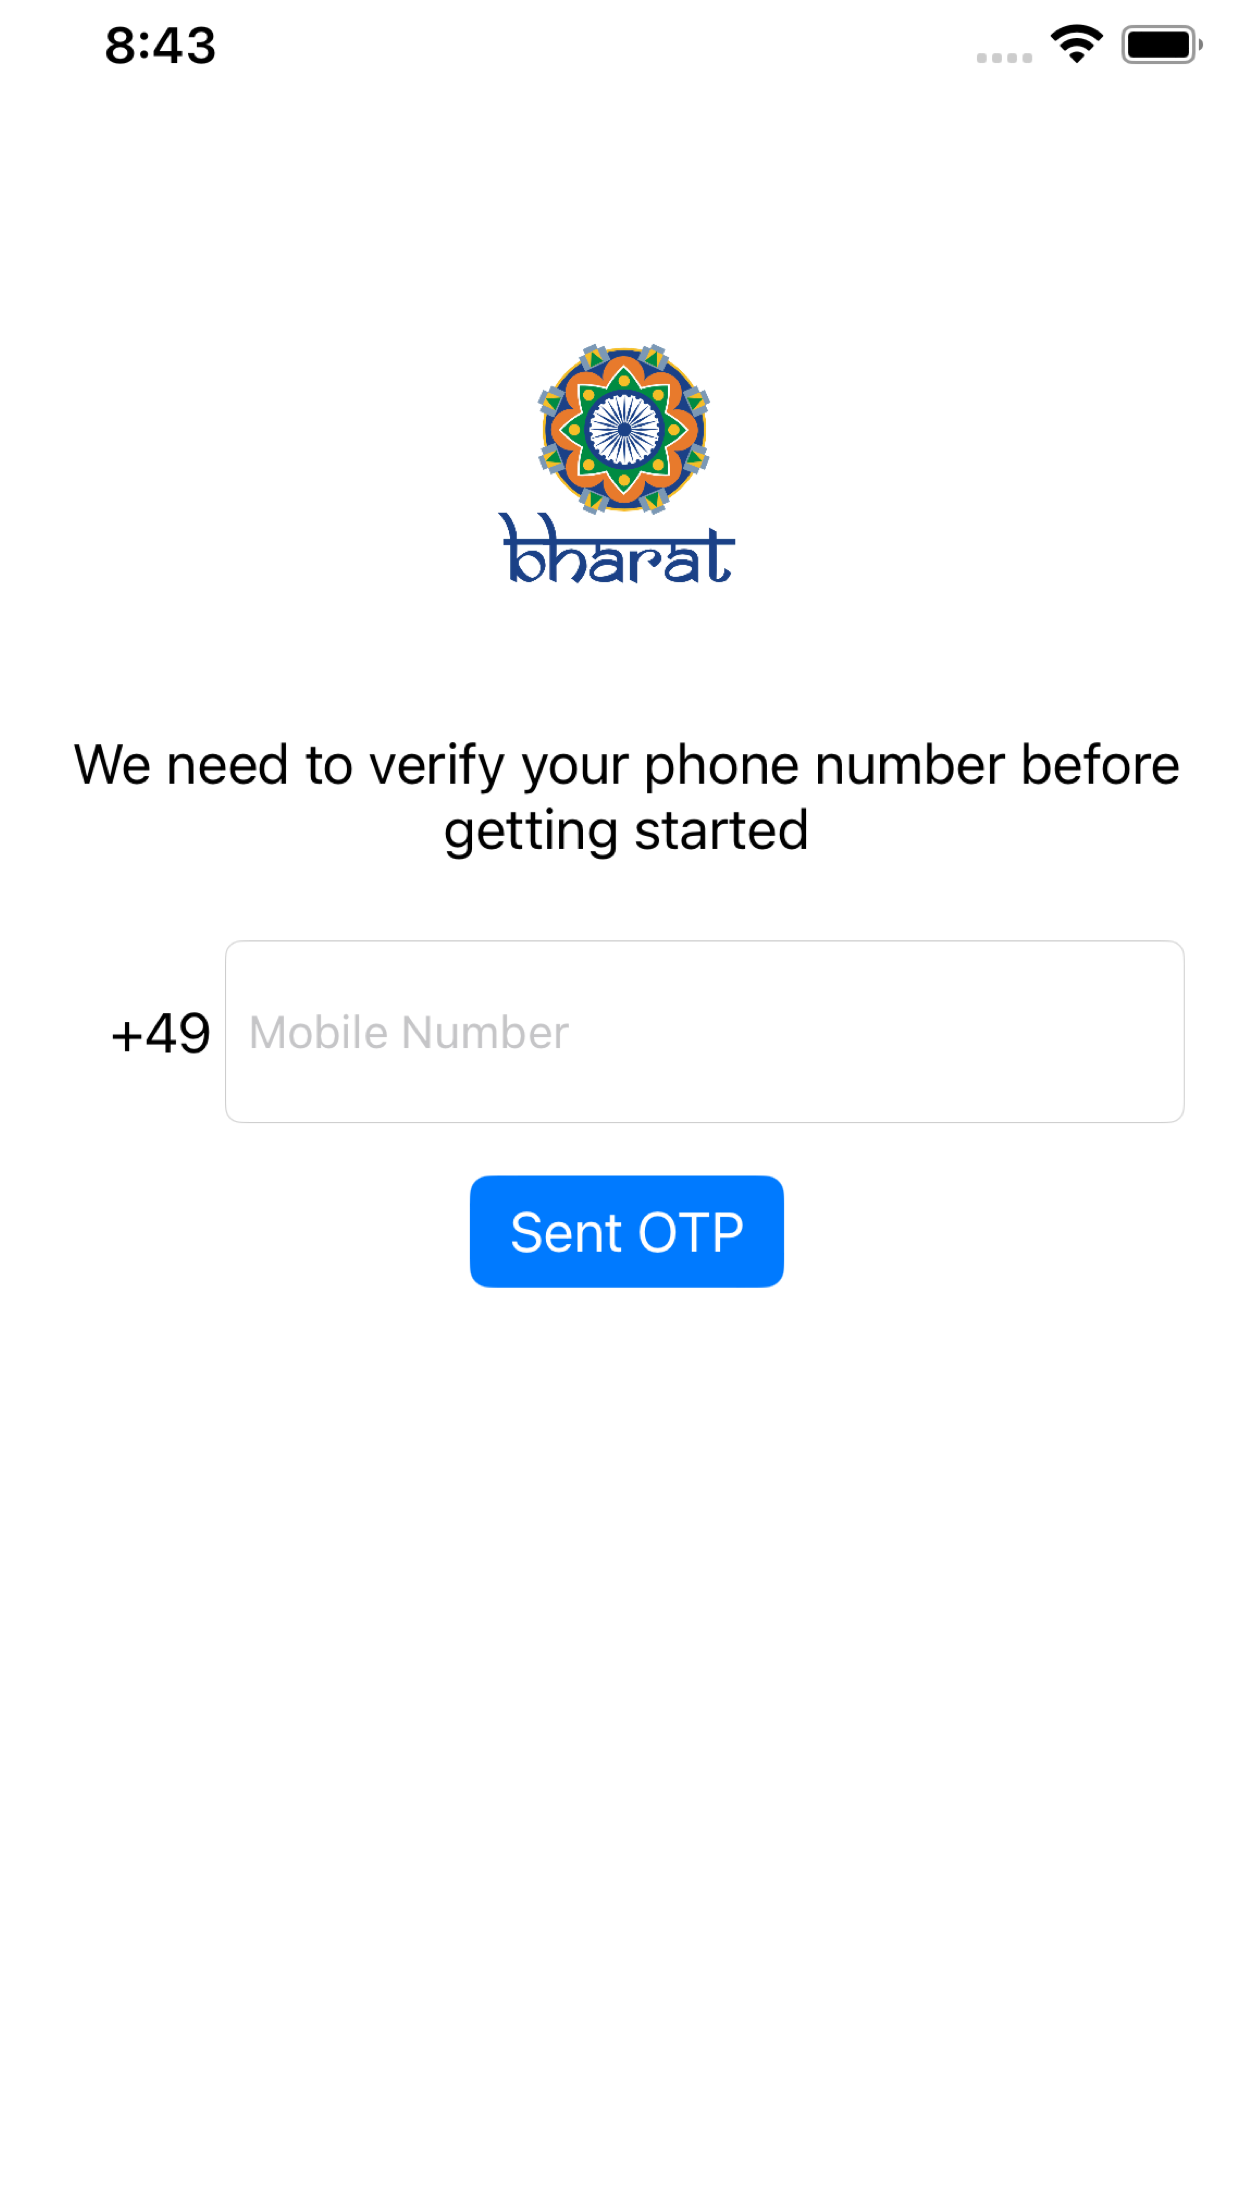 8:43
bharat
We need to verify your phone number before
getting started
+49 Mobile Number
Sent OTP